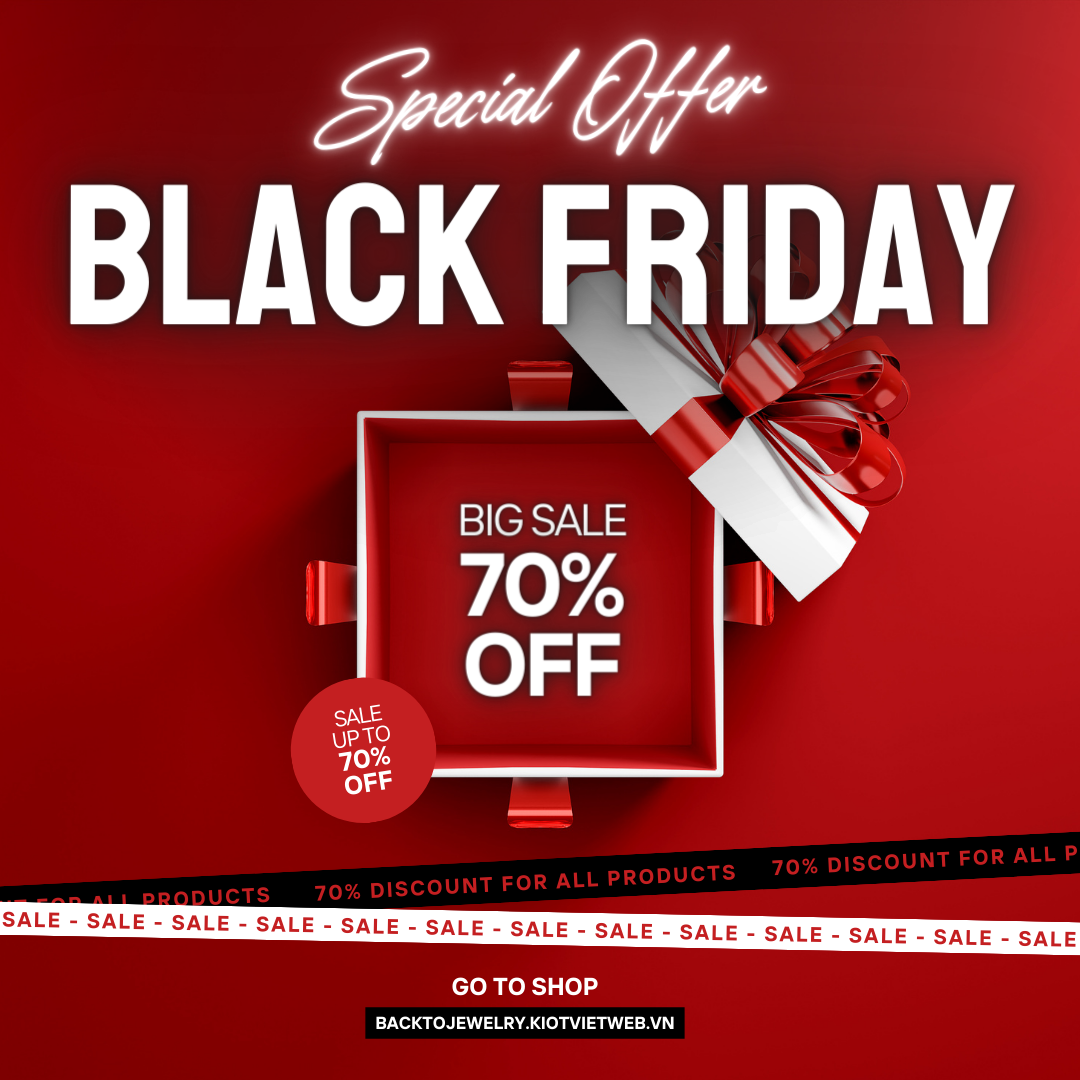 Special Offer
BLACK FRIDAY
BIG SALE
70%
OFF
SALE
UP TO
70%
OFF
FOR ALL PRODUCTS 70% DISCOUNT FOR ALL PRODUCTS 70% DISCOUNT FOR ALL P
SALE - SALE - SALE - SALE - SALE - SALE - SALE - SALE - SALE - SALE - SALE - SALE - SALE
GO TO SHOP
BACKTOJEWELRY.KIOTVIETWEB.VN